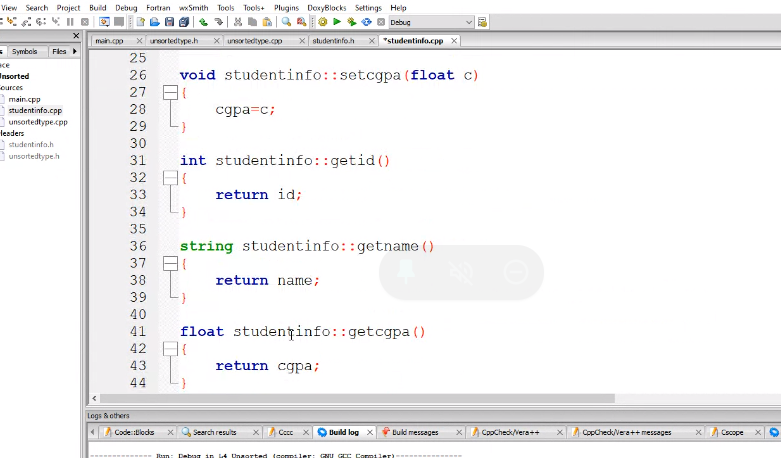 View Search Project Build Debug Fortran wxSmith Tools Tools+ Plugins DoxyBlocks Settings Help
Debug
main.cpp unsortedtype.h unsortedtype.cpp studentinfo.h *studentinfo.cpp
s Symbols Files
ace
Unsorted
Sources
main.cpp
studentinfo.cpp
unsortedtype.cpp
Headers
studentinfo.h
unsortedtype.h
25
26 void studentinfo::setcgpa(float c)
27 {
28 cgpa=c;
29 }
30
31 int studentinfo::getid()
32 {
33 return id;
34 }
35
36 string studentinfo::getname()
37 {
38 return name;
39 }
40
41 float studentinfo::getcgpa()
42 {
43 return cgpa;
44 }
Logs & others
Code::Blocks Search results Cccc Build log Build messages CppCheck/Vera++ CppCheck/Vera++ messages Cscope
-------------- Run: Debug in L4 Unsorted (compiler: GNU GCC Compiler)---------------